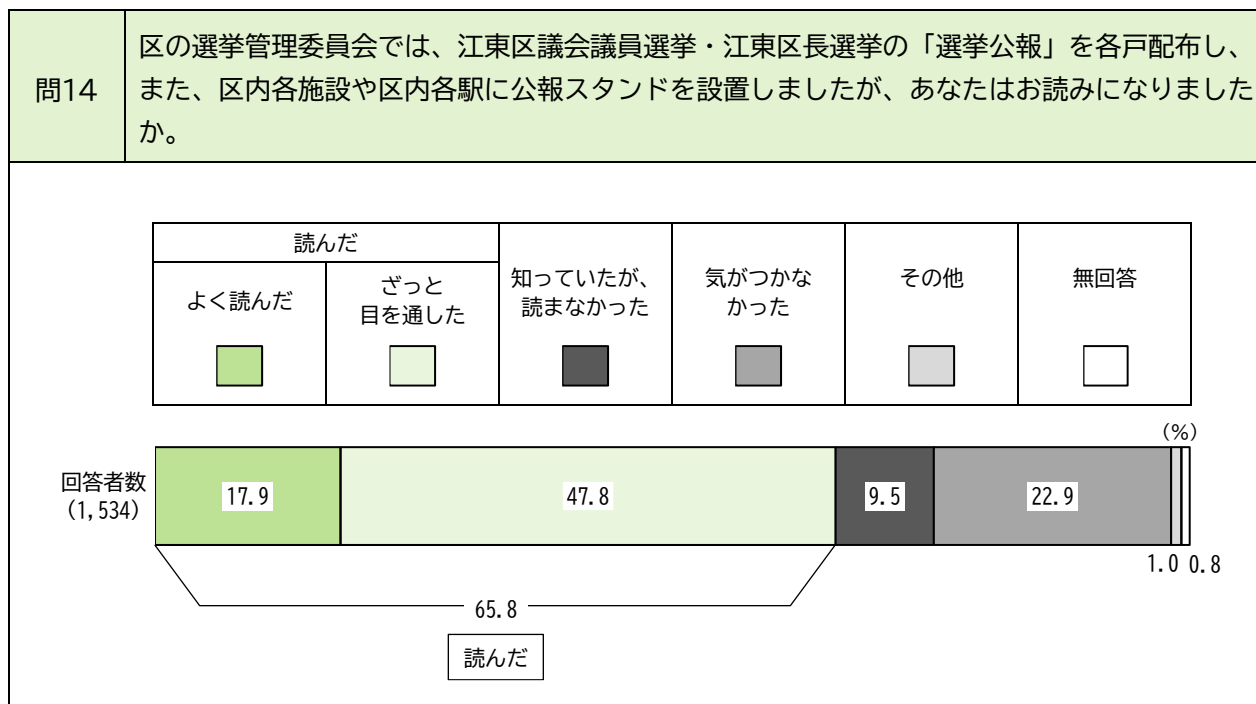 問14
区の選挙管理委員会では、江東区議会議員選挙・江東区長選挙の「選挙公報」を各戸配布し、
また、区内各施設や区内各駅に公報スタンドを設置しましたが、あなたはお読みになりました
か。
読んだ
よく読んだ
ざっと
目を通した
知っていたが、
読まなかった
気がつかな
かった
その他
無回答
(%)
回答者数
(1,534)
17.9
47.8
9.5
22.9
1.0
0.8
65.8
読んだ